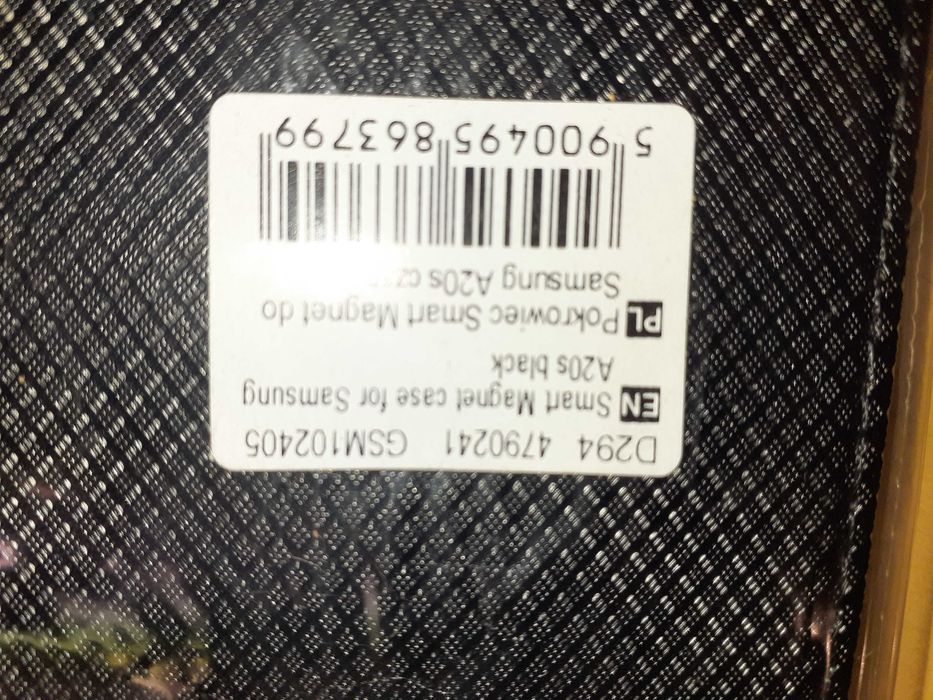 D294 4790241 GSM102405
EN Smart Magnet case for Samsung
A20s black
PL Pokrowiec Smart Magnet do
Samsung A20s
5 900495 863799